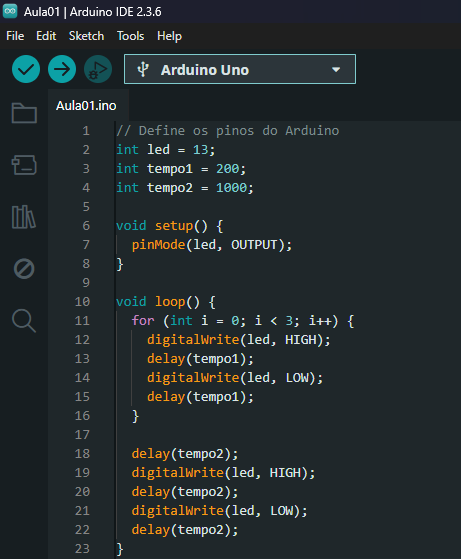 Aula01 | Arduino IDE 2.3.6
File Edit Sketch Tools Help
Arduino Uno
Aula01.ino
1 // Define os pinos do Arduino
2 int led = 13;
3 int tempo1 = 200;
4 int tempo2 = 1000;
5
6 void setup() {
7 pinMode(led, OUTPUT);
8 }
9
10 void loop() {
11 for (int i = 0; i < 3; i++) {
12 digitalWrite(led, HIGH);
13 delay(tempo1);
14 digitalWrite(led, LOW);
15 delay(tempo1);
16 }
17
18 delay(tempo2);
19 digitalWrite(led, HIGH);
20 delay(tempo2);
21 digitalWrite(led, LOW);
22 delay(tempo2);
23 }